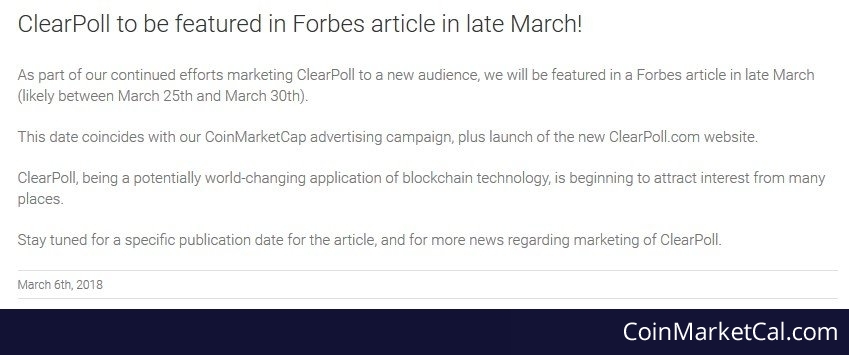 ClearPoll to be featured in Forbes article in late March!
As part of our continued efforts marketing ClearPoll to a new audience, we will be featured in a Forbes article in late March
(likely between March 25th and March 30th).
This date coincides with our CoinMarketCap advertising campaign, plus launch of the new ClearPoll.com website.
ClearPoll, being a potentially world-changing application of blockchain technology, is beginning to attract interest from many
places.
Stay tuned for a specific publication date for the article, and for more news regarding marketing of ClearPoll.
March 6th, 2018
CoinMarketCal.com